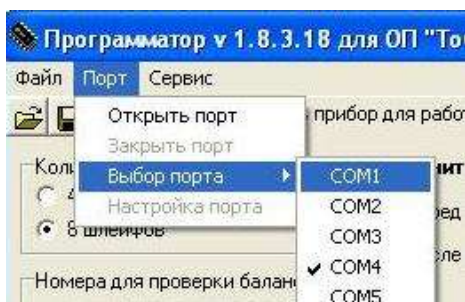 Программатор v 1.8.3.18 для ОП "То
Файл Порт Сервис
Открыть порт
прибор для рабо
Закрыть порт
Выбор порта
COM1
Настройка порта
COM2
8 шлейфов
COM3
COM4
Номера для проверки балан
COM5